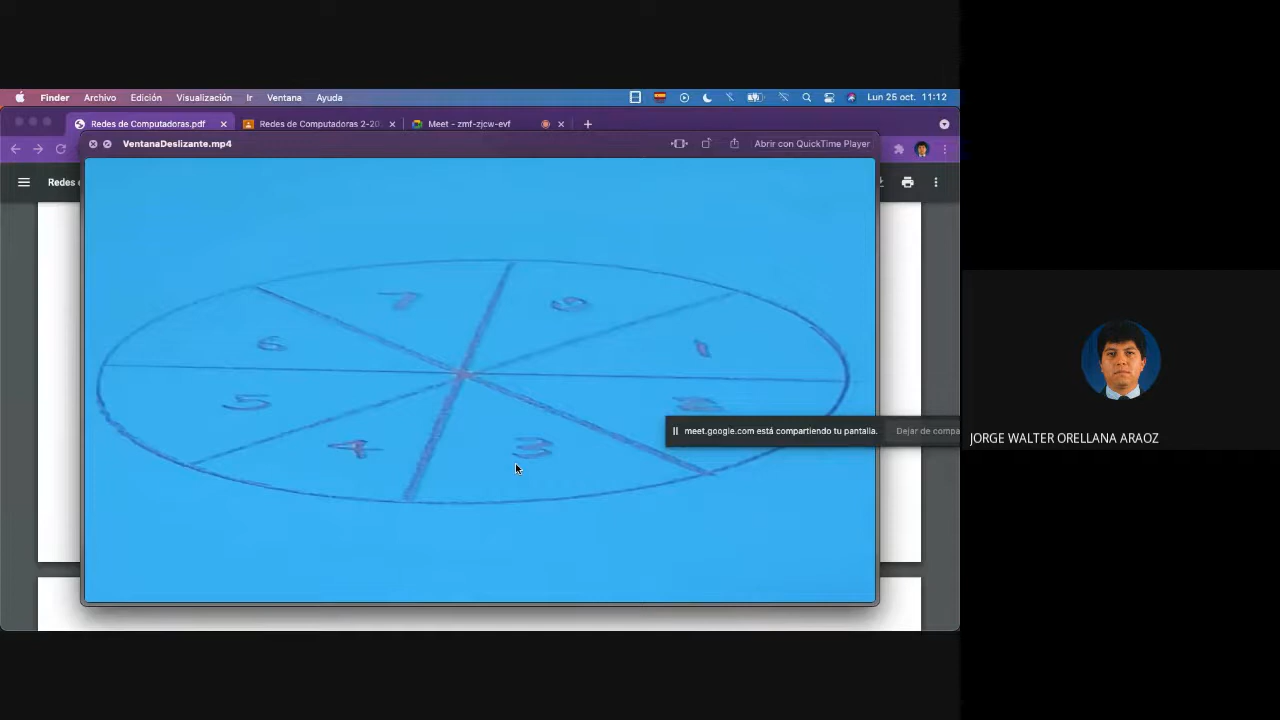 Finder Archivo Edición Visualización Ir Ventana Ayuda Lun 25 oct. 11:12
Redes de Computadoras.pdf Redes de Computadoras 2-20 Meet - zmf-zjcw-evf
VentanaDeslizante.mp4 Abrir con QuickTime Player
Redes
7
6
1
5
4
3
meet.google.com está compartiendo tu pantalla. Dejar de compa
JORGE WALTER ORELLANA ARAOZ